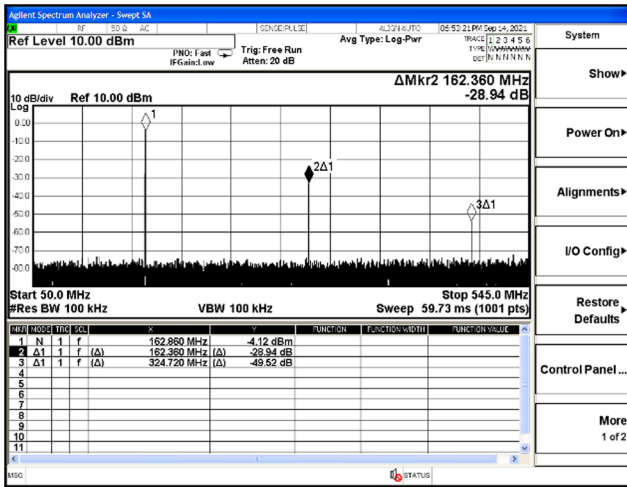 Agilent Spectrum Analyzer - Swept SA
RF 50 Ω AC SENSE:PULSE ALIGN AUTO 06:53:21 PM Sep 14, 2021
Ref Level 10.00 dBm
PNO: Fast
IFGain:Low
Trig: Free Run
Atten: 20 dB
Avg Type: Log-Pwr
TRACE 1 2 3 4 5 6
TYPE
DET N N N N N N
ΔMkr2 162.360 MHz
-28.94 dB
10 dB/div Ref 10.00 dBm
Log
0.00
-10.0
-20.0
-30.0
-40.0
-50.0
-60.0
-70.0
-80.0
1
2Δ1
3Δ1
Start 50.0 MHz Stop 545.0 MHz
#Res BW 100 kHz VBW 100 kHz Sweep 59.73 ms (1001 pts)
MKR MODE TRC SCL X Y FUNCTION FUNCTION WIDTH FUNCTION VALUE
1 N 1 f 162.860 MHz -4.12 dBm
2 Δ1 1 f (Δ) 162.360 MHz (Δ) -28.94 dB
3 Δ1 1 f (Δ) 324.720 MHz (Δ) -49.52 dB
4
5
6
7
8
9
10
11
MSG STATUS
System
Show
Power On
Alignments
I/O Config
Restore
Defaults
Control Panel ...
More
1 of 2